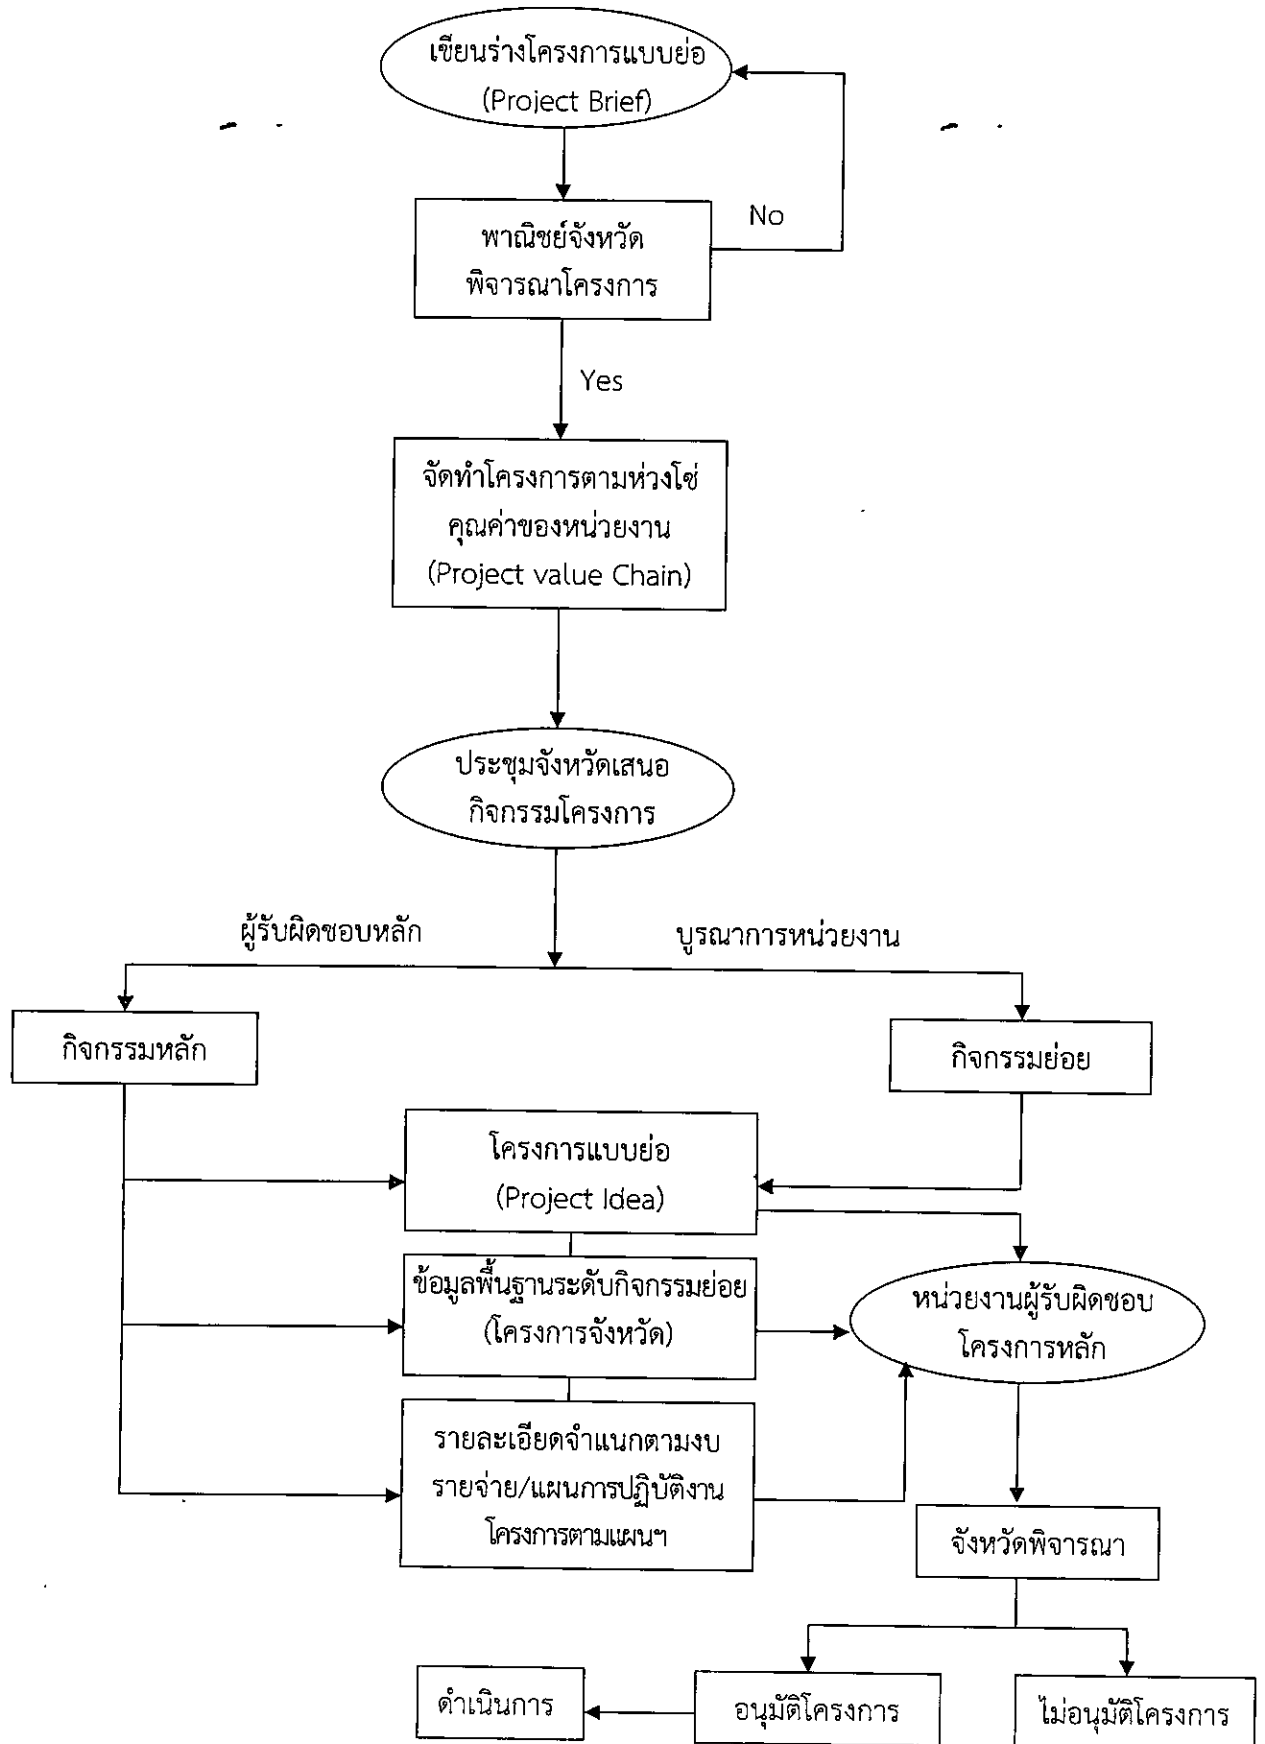 เขียนร่างโครงการแบบย่อ
(Project Brief)
No
พาณิชย์จังหวัด
พิจารณาโครงการ
Yes
จัดทำโครงการตามห่วงโซ่
คุณค่าของหน่วยงาน
(Project value Chain)
ประชุมจังหวัดเสนอ
กิจกรรมโครงการ
ผู้รับผิดชอบหลัก
บูรณาการหน่วยงาน
กิจกรรมหลัก
กิจกรรมย่อย
โครงการแบบย่อ
(Project Idea)
ข้อมูลพื้นฐานระดับกิจกรรมย่อย
(โครงการจังหวัด)
หน่วยงานผู้รับผิดชอบ
โครงการหลัก
รายละเอียดจำแนกตามงบ
รายจ่าย/แผนการปฏิบัติงาน
โครงการตามแผนฯ
จังหวัดพิจารณา
ดำเนินการ
อนุมัติโครงการ
ไม่อนุมัติโครงการ